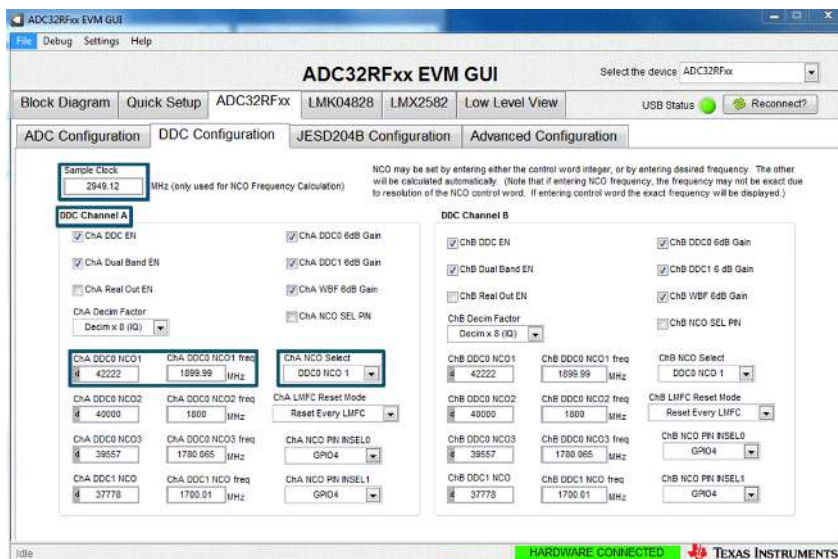 ADC32RFxx EVM GUI
File Debug Settings Help
ADC32RFxx EVM GUI
Select the device ADC32RFxx
Block Diagram Quick Setup ADC32RFxx LMK04828 LMX2582 Low Level View USB Status Reconnect?
ADC Configuration DDC Configuration JESD204B Configuration Advanced Configuration
Sample Clock
2949.12 MHz (only used for NCO Frequency Calculation)
NCO may be set by entering either the control word integer, or by entering desired frequency. The other
will be calculated automatically. (Note that if entering NCO frequency, the frequency may not be exact due
to resolution of the NCO control word. If entering control word the exact frequency will be displayed.)
DDC Channel A
ChA DDC EN ChA DDC0 6dB Gain
ChA Dual Band EN ChA DDC1 6dB Gain
ChA Real Out EN ChA WBF 6dB Gain
ChA Decim Factor ChA NCO SEL PIN
Decim x 8 (IQ)
ChA DDC0 NCO1 ChA DDC0 NCO1 freq ChA NCO Select
d 42222 1899.99 MHz DDC0 NCO 1
ChA DDC0 NCO2 ChA DDC0 NCO2 freq ChA LMFC Reset Mode
d 40000 1800 MHz Reset Every LMFC
ChA DDC0 NCO3 ChA DDC0 NCO3 freq ChA NCO PIN INSEL0
d 39557 1780.065 MHz GPIO4
ChA DDC1 NCO ChA DDC1 NCO freq ChA NCO PIN INSEL1
d 37778 1700.01 MHz GPIO4
DDC Channel B
ChB DDC EN ChB DDC0 6dB Gain
ChB Dual Band EN ChB DDC1 6 dB Gain
ChB Real Out EN ChB WBF 6dB Gain
ChB Decim Factor ChB NCO SEL PIN
Decim x 8 (IQ)
ChB DDC0 NCO1 ChB DDC0 NCO1 freq ChB NCO Select
d 42222 1899.99 MHz DDC0 NCO 1
ChB DDC0 NCO2 ChB DDC0 NCO2 freq ChB LMFC Reset Mode
d 40000 1800 MHz Reset Every LMFC
ChB DDC0 NCO3 ChB DDC0 NCO3 freq ChB NCO PIN INSEL0
d 39557 1780.065 MHz GPIO4
ChB DDC1 NCO ChB DDC1 NCO freq ChB NCO PIN INSEL1
d 37778 1700.01 MHz GPIO4
Idle HARDWARE CONNECTED TEXAS INSTRUMENTS